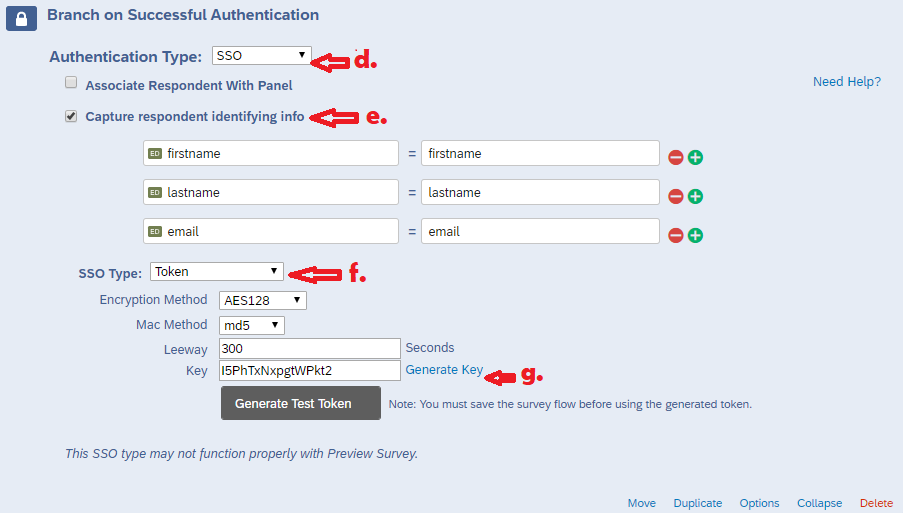 Branch on Successful Authentication
Authentication Type: SSO d.
Associate Respondent With Panel
Need Help?
Capture respondent identifying info e.
ED firstname = firstname
ED lastname = lastname
ED email = email
SSO Type: Token f.
Encryption Method AES128
Mac Method md5
Leeway 300 Seconds
Key I5PhTxNxpgtWPkt2 Generate Key g.
Generate Test Token Note: You must save the survey flow before using the generated token.
This SSO type may not function properly with Preview Survey.
Move Duplicate Options Collapse Delete